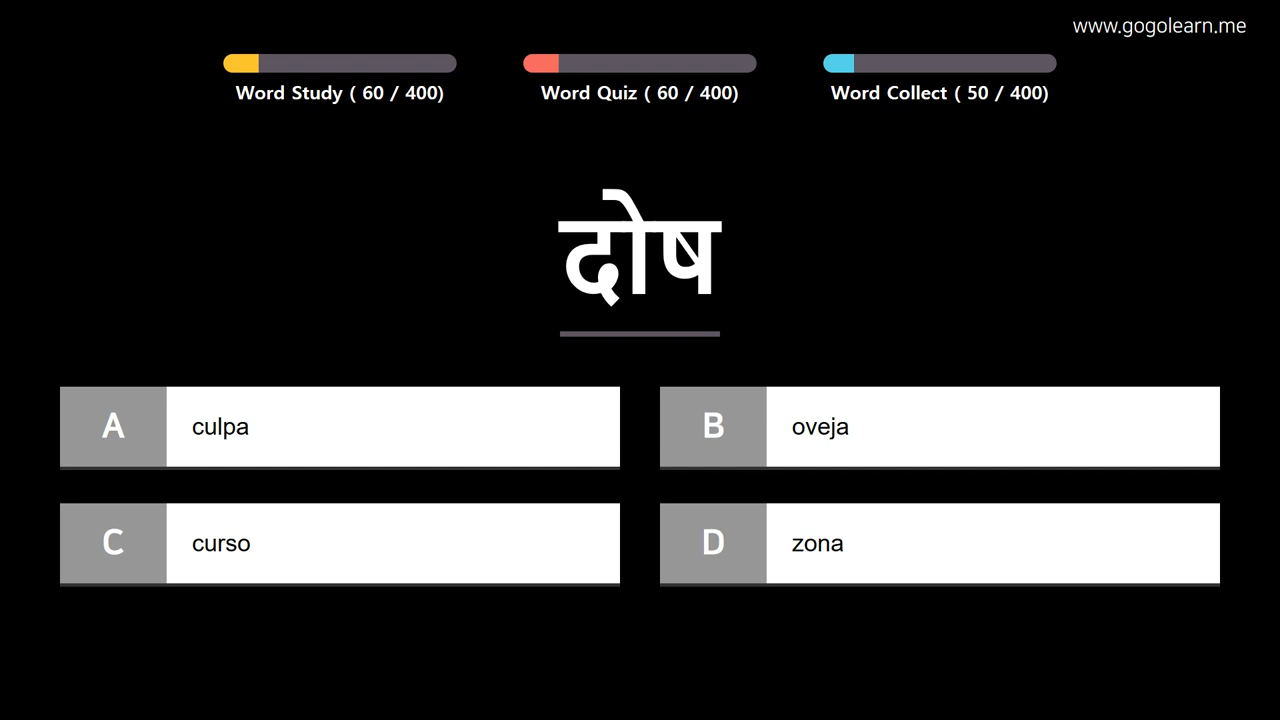 www.gogolearn.me
Word Study ( 60 / 400)
Word Quiz ( 60 / 400)
Word Collect ( 50 / 400)
दोष
A culpa
B oveja
C curso
D zona